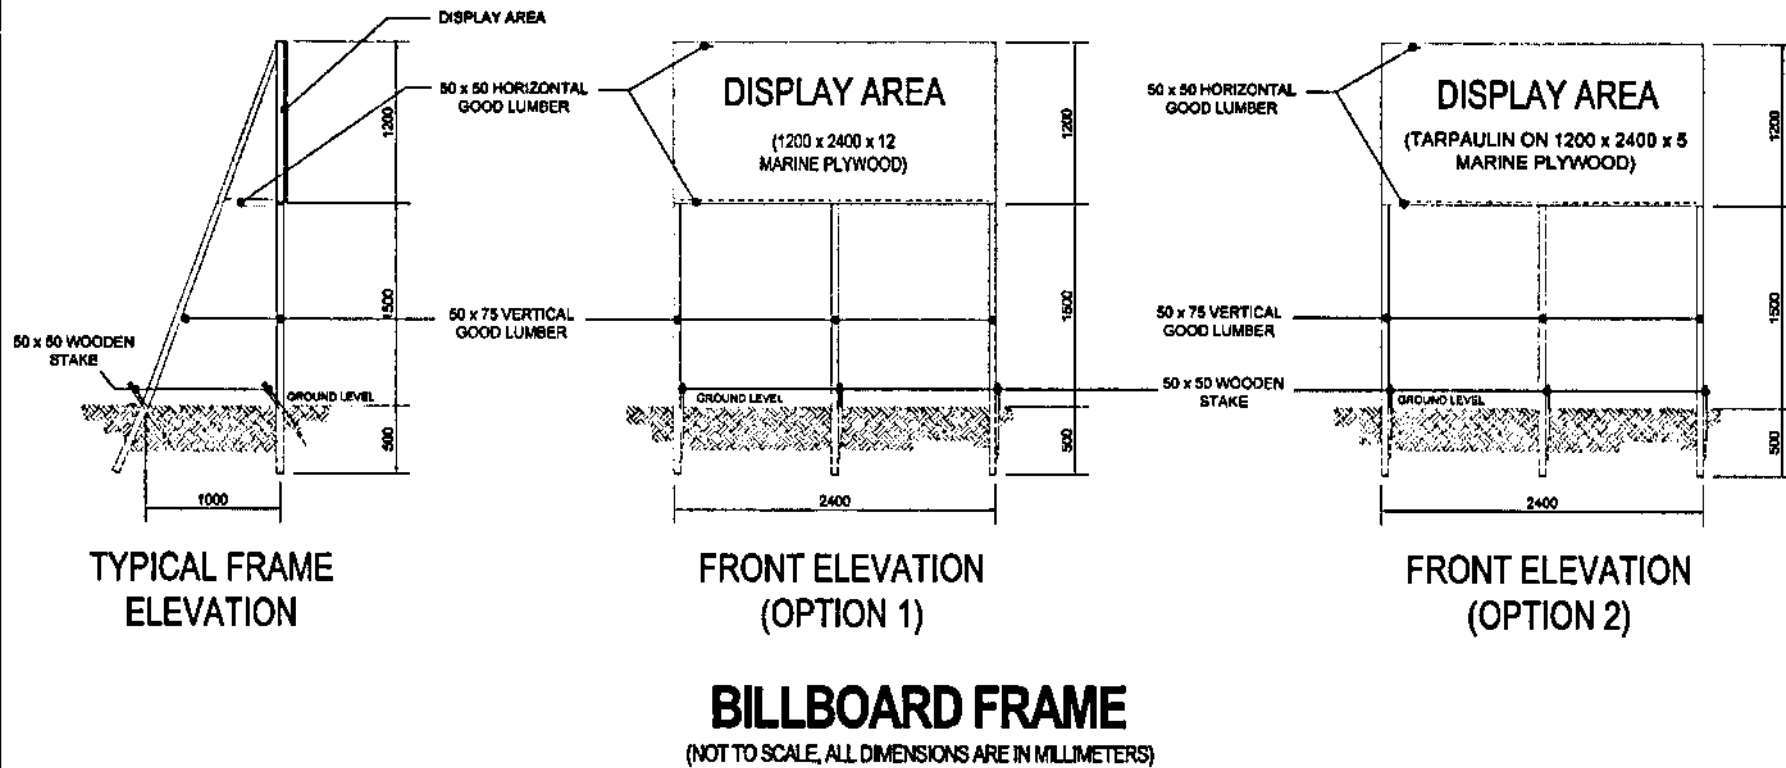 DISPLAY AREA
50 x 50 HORIZONTAL
GOOD LUMBER
1200
1500
500
50 x 75 VERTICAL
GOOD LUMBER
50 x 50 WOODEN
STAKE
GROUND LEVEL
1000
TYPICAL FRAME
ELEVATION
DISPLAY AREA
(1200 x 2400 x 12
MARINE PLYWOOD)
1200
1500
500
GROUND LEVEL
2400
FRONT ELEVATION
(OPTION 1)
50 x 50 HORIZONTAL
GOOD LUMBER
DISPLAY AREA
(TARPAULIN ON 1200 x 2400 x 5
MARINE PLYWOOD)
1200
1500
500
50 x 75 VERTICAL
GOOD LUMBER
50 x 50 WOODEN
STAKE
GROUND LEVEL
2400
FRONT ELEVATION
(OPTION 2)
BILLBOARD FRAME
(NOT TO SCALE, ALL DIMENSIONS ARE IN MILLIMETERS)